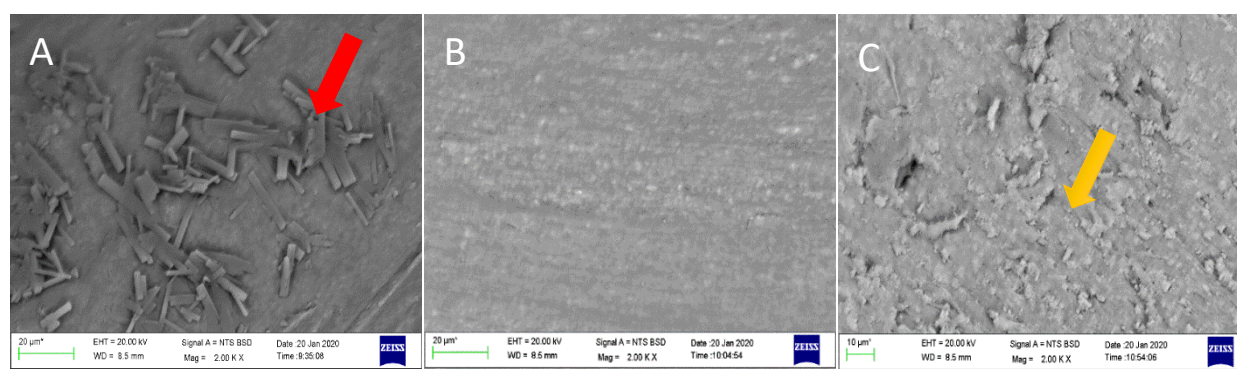 A
20 µm*
EHT = 20.00 kV
WD = 8.5 mm
Signal A = NTS BSD
Mag = 2.00 K X
Date :20 Jan 2020
Time :9:35:08
ZEISS
B
20 µm*
EHT = 20.00 kV
WD = 8.5 mm
Signal A = NTS BSD
Mag = 2.00 K X
Date :20 Jan 2020
Time :10:04:54
ZEISS
C
10 µm*
EHT = 20.00 kV
WD = 8.5 mm
Signal A = NTS BSD
Mag = 2.00 K X
Date :20 Jan 2020
Time :10:54:06
ZEISS